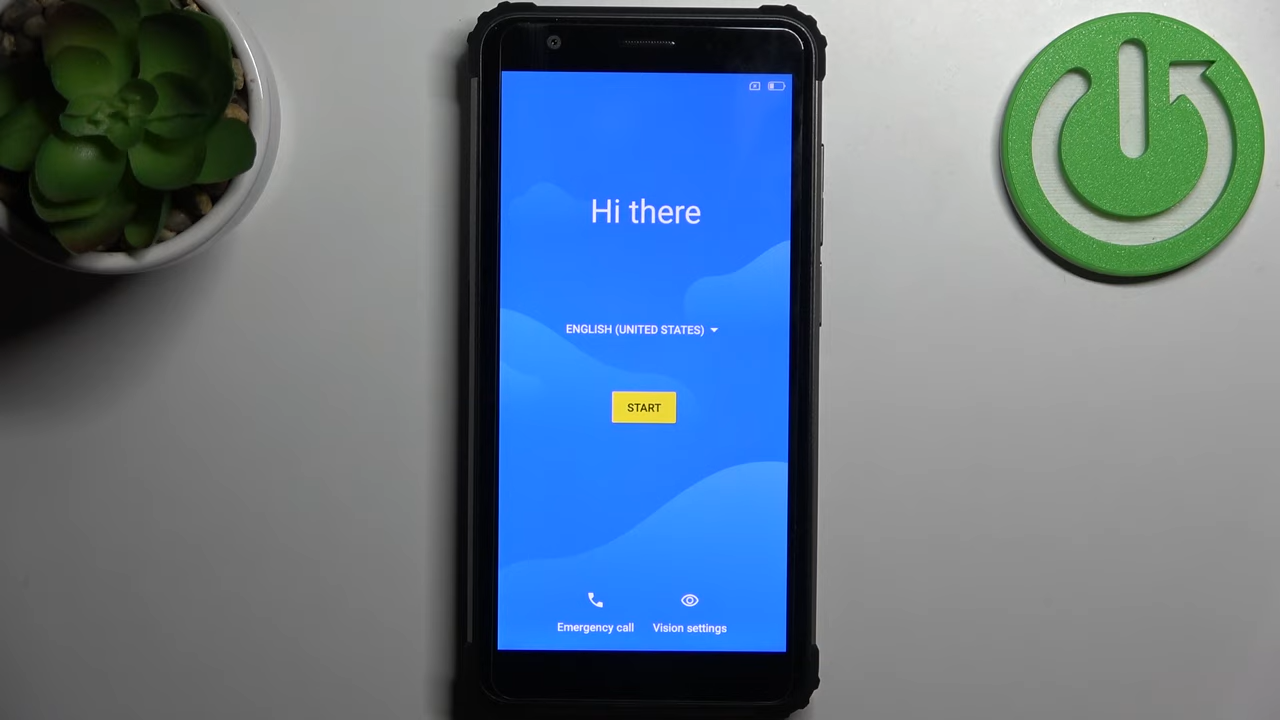 Hi there
ENGLISH (UNITED STATES)
START
Emergency call
Vision settings